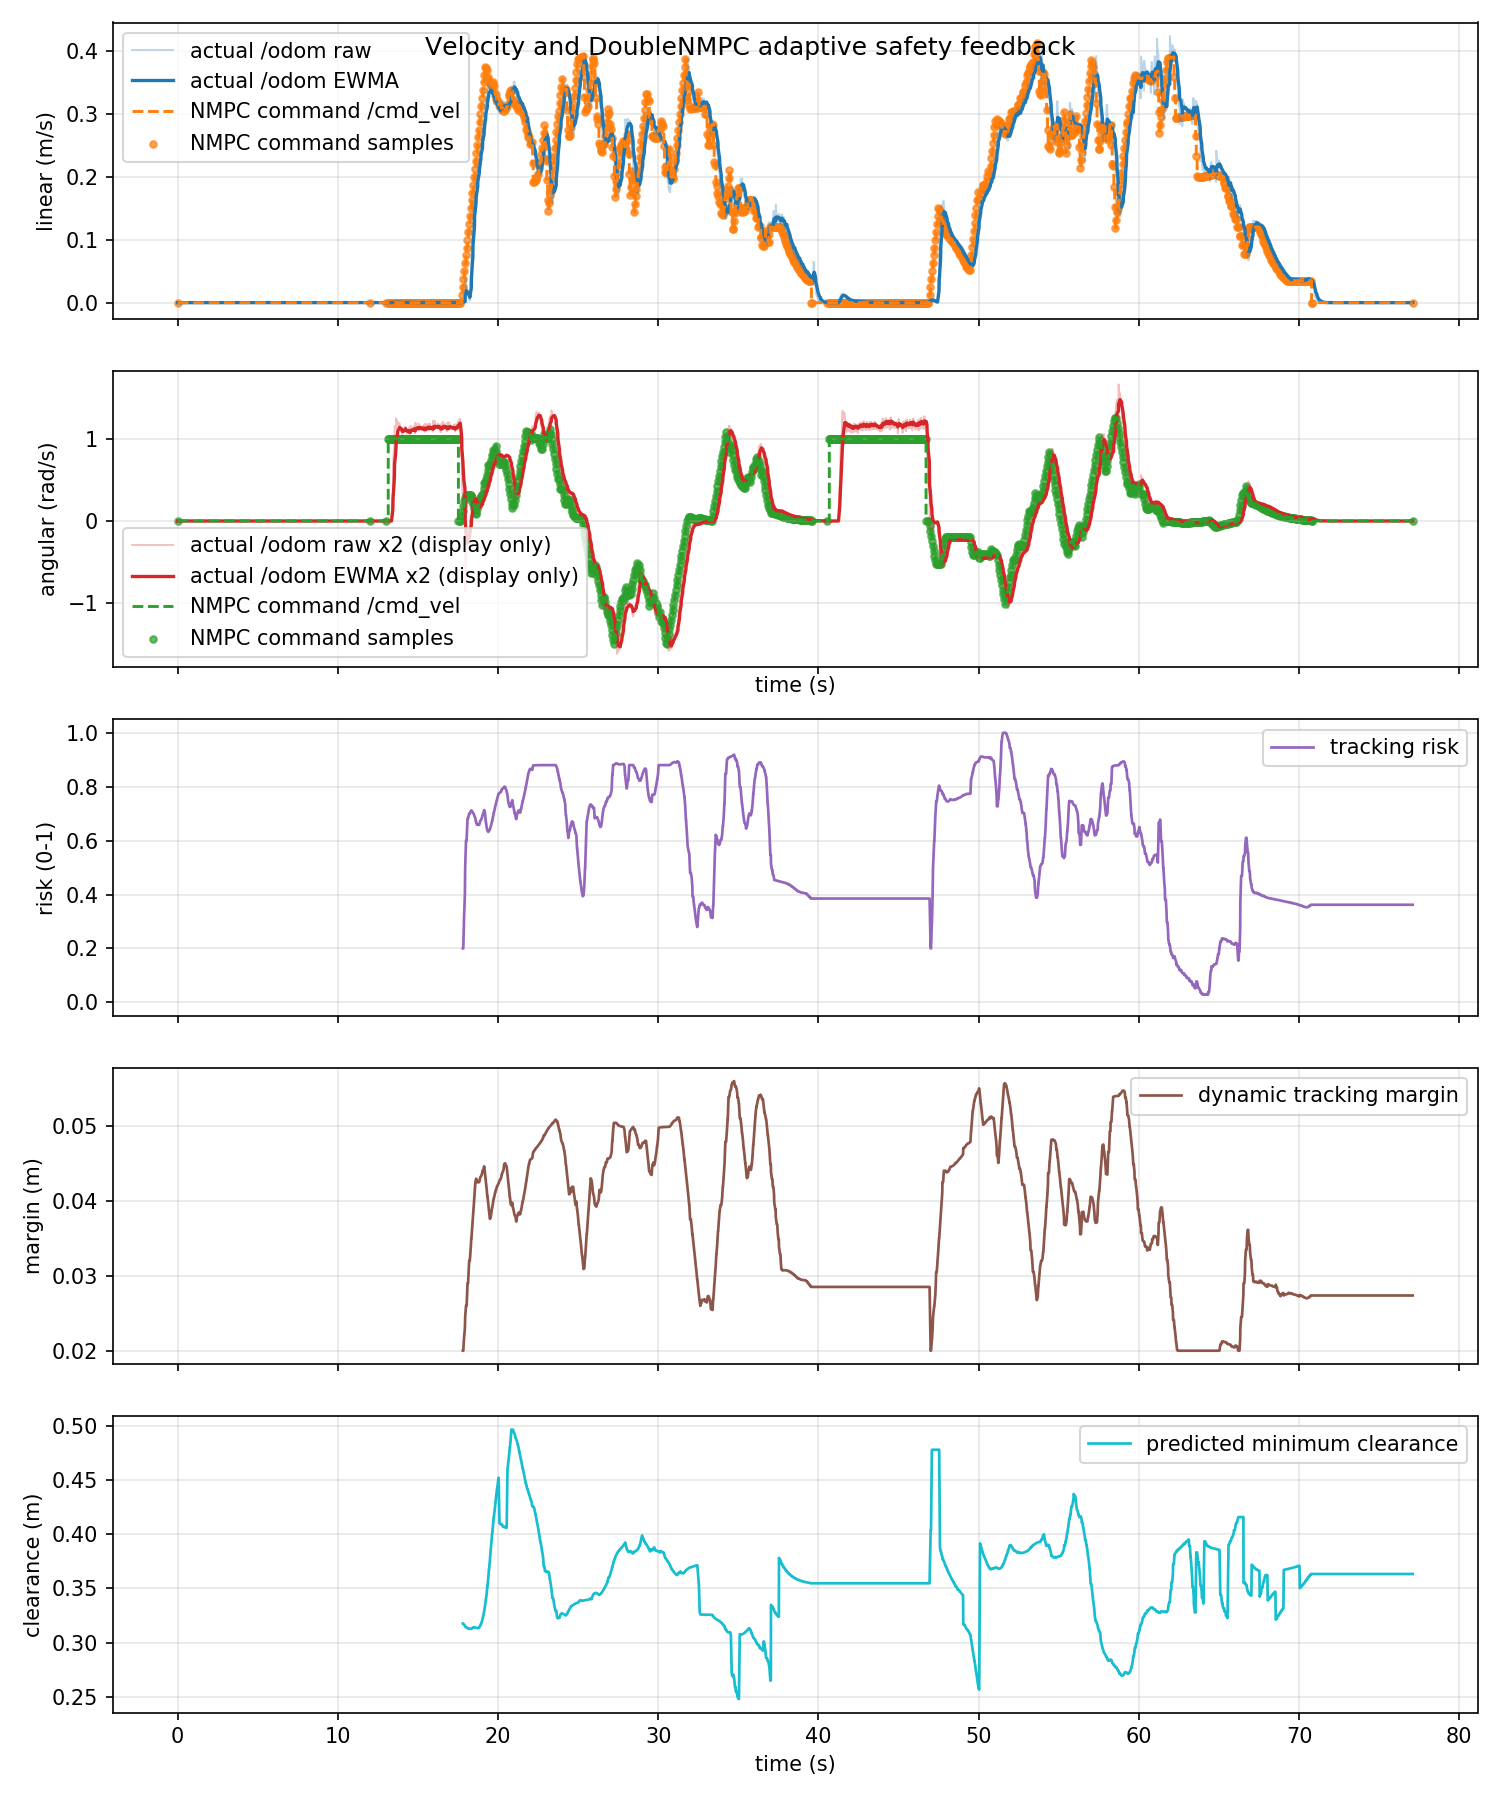 Velocity and DoubleNMPC adaptive safety feedback
actual /odom raw
actual /odom EWMA
NMPC command /cmd_vel
NMPC command samples
linear (m/s)
0.4
0.3
0.2
0.1
0.0
angular (rad/s)
1
0
−1
actual /odom raw x2 (display only)
actual /odom EWMA x2 (display only)
NMPC command /cmd_vel
NMPC command samples
time (s)
risk (0-1)
1.0
0.8
0.6
0.4
0.2
0.0
tracking risk
margin (m)
0.05
0.04
0.03
0.02
dynamic tracking margin
clearance (m)
0.50
0.45
0.40
0.35
0.30
0.25
predicted minimum clearance
0 10 20 30 40 50 60 70 80
time (s)